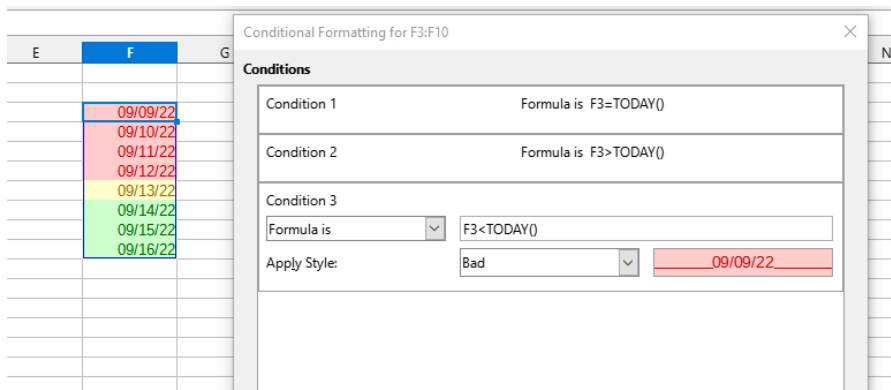 Conditional Formatting for F3:F10
E F G N
Conditions
09/09/22
09/10/22
09/11/22
09/12/22
09/13/22
09/14/22
09/15/22
09/16/22
Condition 1 Formula is F3=TODAY()
Condition 2 Formula is F3>TODAY()
Condition 3
Formula is F3<TODAY()
Apply Style: Bad 09/09/22